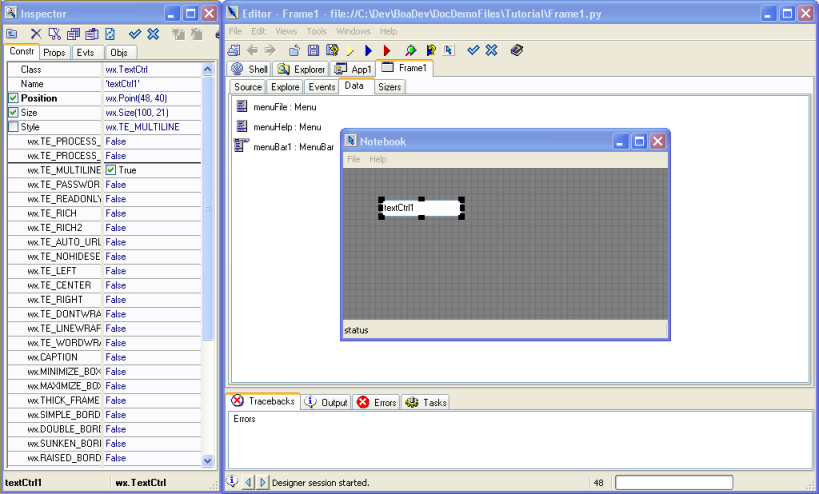 Inspector
Constr Props Evts Objs
Class wx.TextCtrl
Name 'textCtrl1'
Position wx.Point(48, 40)
Size wx.Size(100, 21)
Style wx.TE_MULTILINE
wx.TE_PROCESS_ False
wx.TE_PROCESS_ False
wx.TE_MULTILINE True
wx.TE_PASSWOR False
wx.TE_READONLY False
wx.TE_RICH False
wx.TE_RICH2 False
wx.TE_AUTO_URL False
wx.TE_NOHIDESE False
wx.TE_LEFT False
wx.TE_CENTER False
wx.TE_RIGHT False
wx.TE_DONTWRA False
wx.TE_LINEWRAF False
wx.TE_WORDWR/ False
wx.CAPTION False
wx.MINIMIZE_BOX False
wx.MAXIMIZE_BO> False
wx.THICK_FRAME False
wx.SIMPLE_BORD False
wx.DOUBLE_BORI False
wx.SUNKEN_BORI False
wx.RAISED_BORD False
textCtrl1 wx.TextCtrl
Editor - Frame1 - file://C:\Dev\BoaDev\DocDemoFiles\Tutorial\Frame1.py
File Edit Views Tools Windows Help
Shell Explorer App1 Frame1
Source Explore Events Data Sizers
menuFile : Menu
menuHelp : Menu
menuBar1 : MenuBar
Notebook
File Help
textCtrl1
status
Tracebacks Output Errors Tasks
Errors
Designer session started. 48